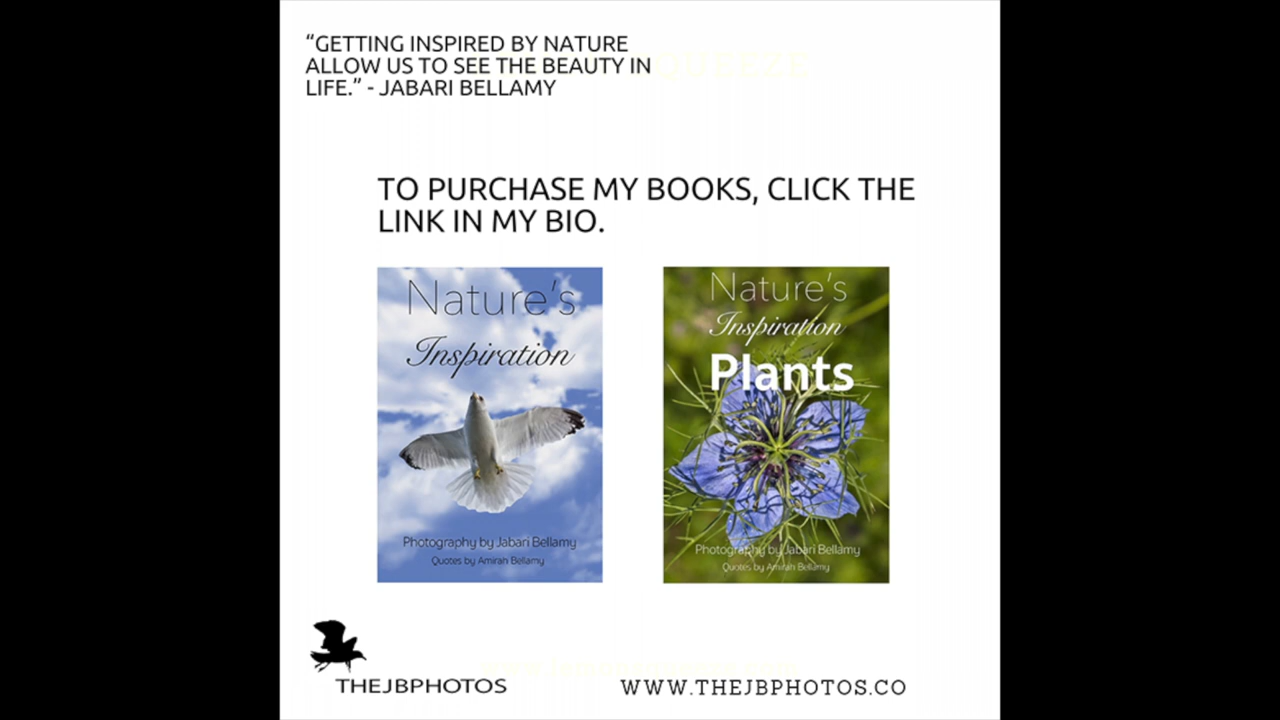 “GETTING INSPIRED BY NATURE
ALLOW US TO SEE THE BEAUTY IN
LIFE.” - JABARI BELLAMY
TO PURCHASE MY BOOKS, CLICK THE
LINK IN MY BIO.
Nature's
Inspiration
Photography by Jabari Bellamy
Quotes by Amirah Bellamy
Nature's
Inspiration
Plants
Photography by Jabari Bellamy
Quotes by Amirah Bellamy
THEJBPHOTOS
WWW.THEJBPHOTOS.CO